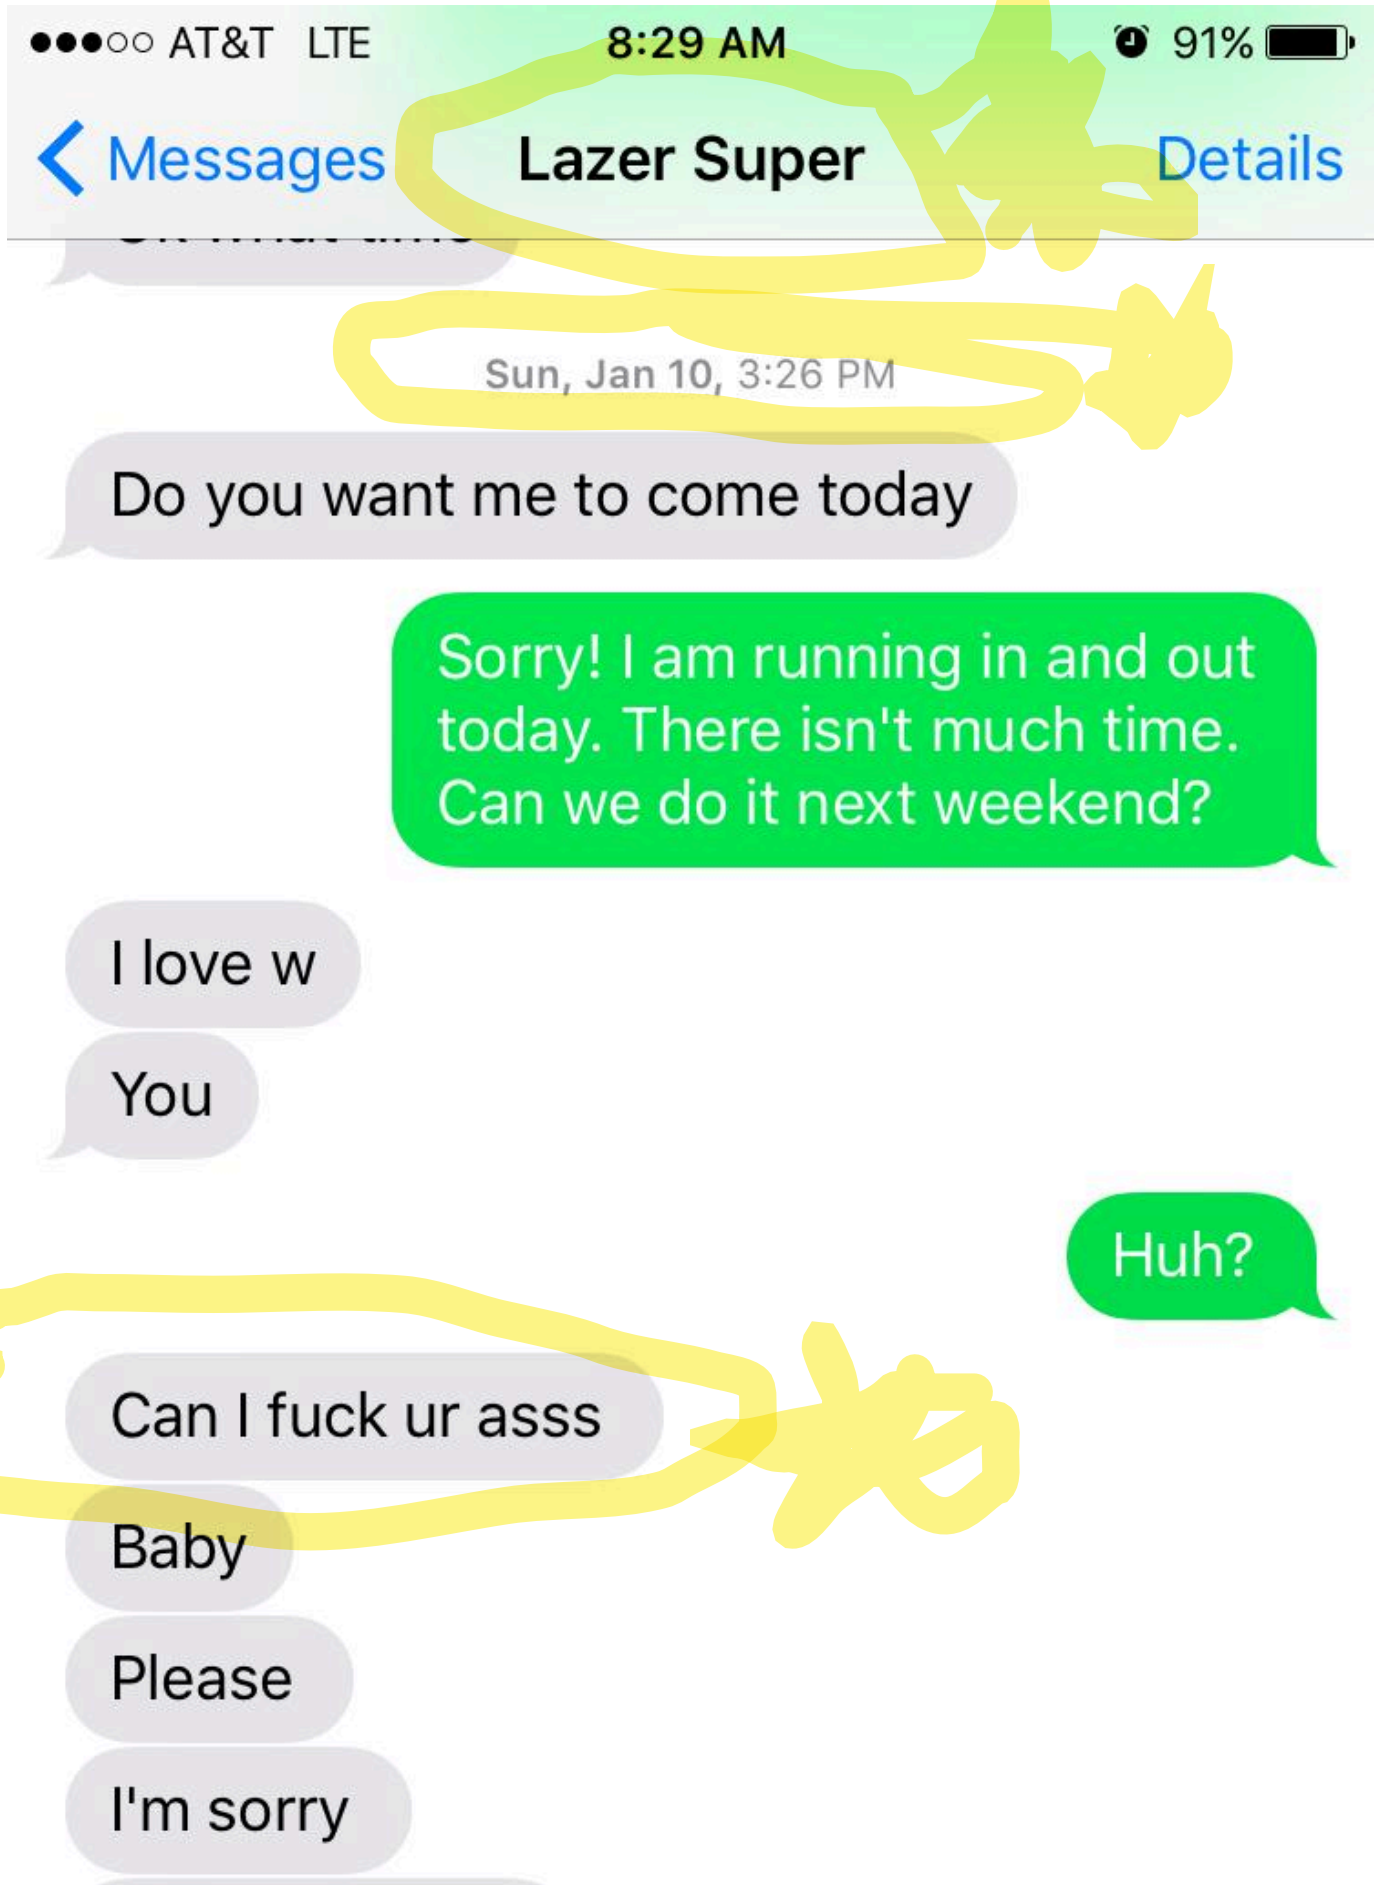 AT&T LTE 8:29 AM 91%
Messages Lazer Super Details
Sun, Jan 10, 3:26 PM
Do you want me to come today
Sorry! I am running in and out
today. There isn't much time.
Can we do it next weekend?
I love w
You
Huh?
Can I fuck ur asss
Baby
Please
I'm sorry